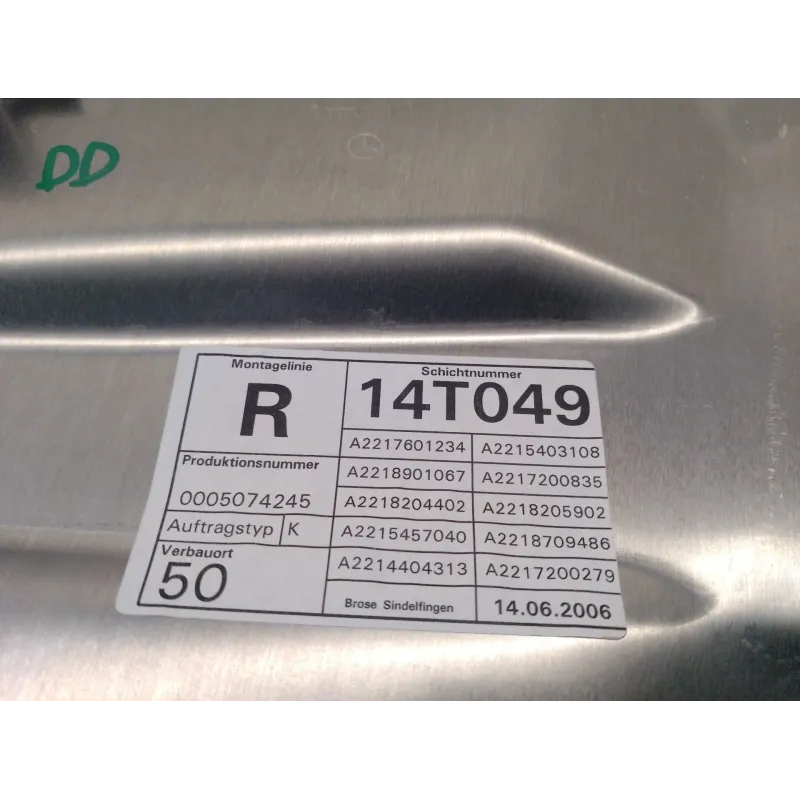 DD
Montagelinie
R
Schichtnummer
14T049
A2217601234 A2215403108
A2218901067 A2217200835
A2218204402 A2218205902
A2215457040 A2218709486
A2214404313 A2217200279
Produktionsnummer
0005074245
Auftragstyp K
Verbauort
50
Brose Sindelfingen 14.06.2006